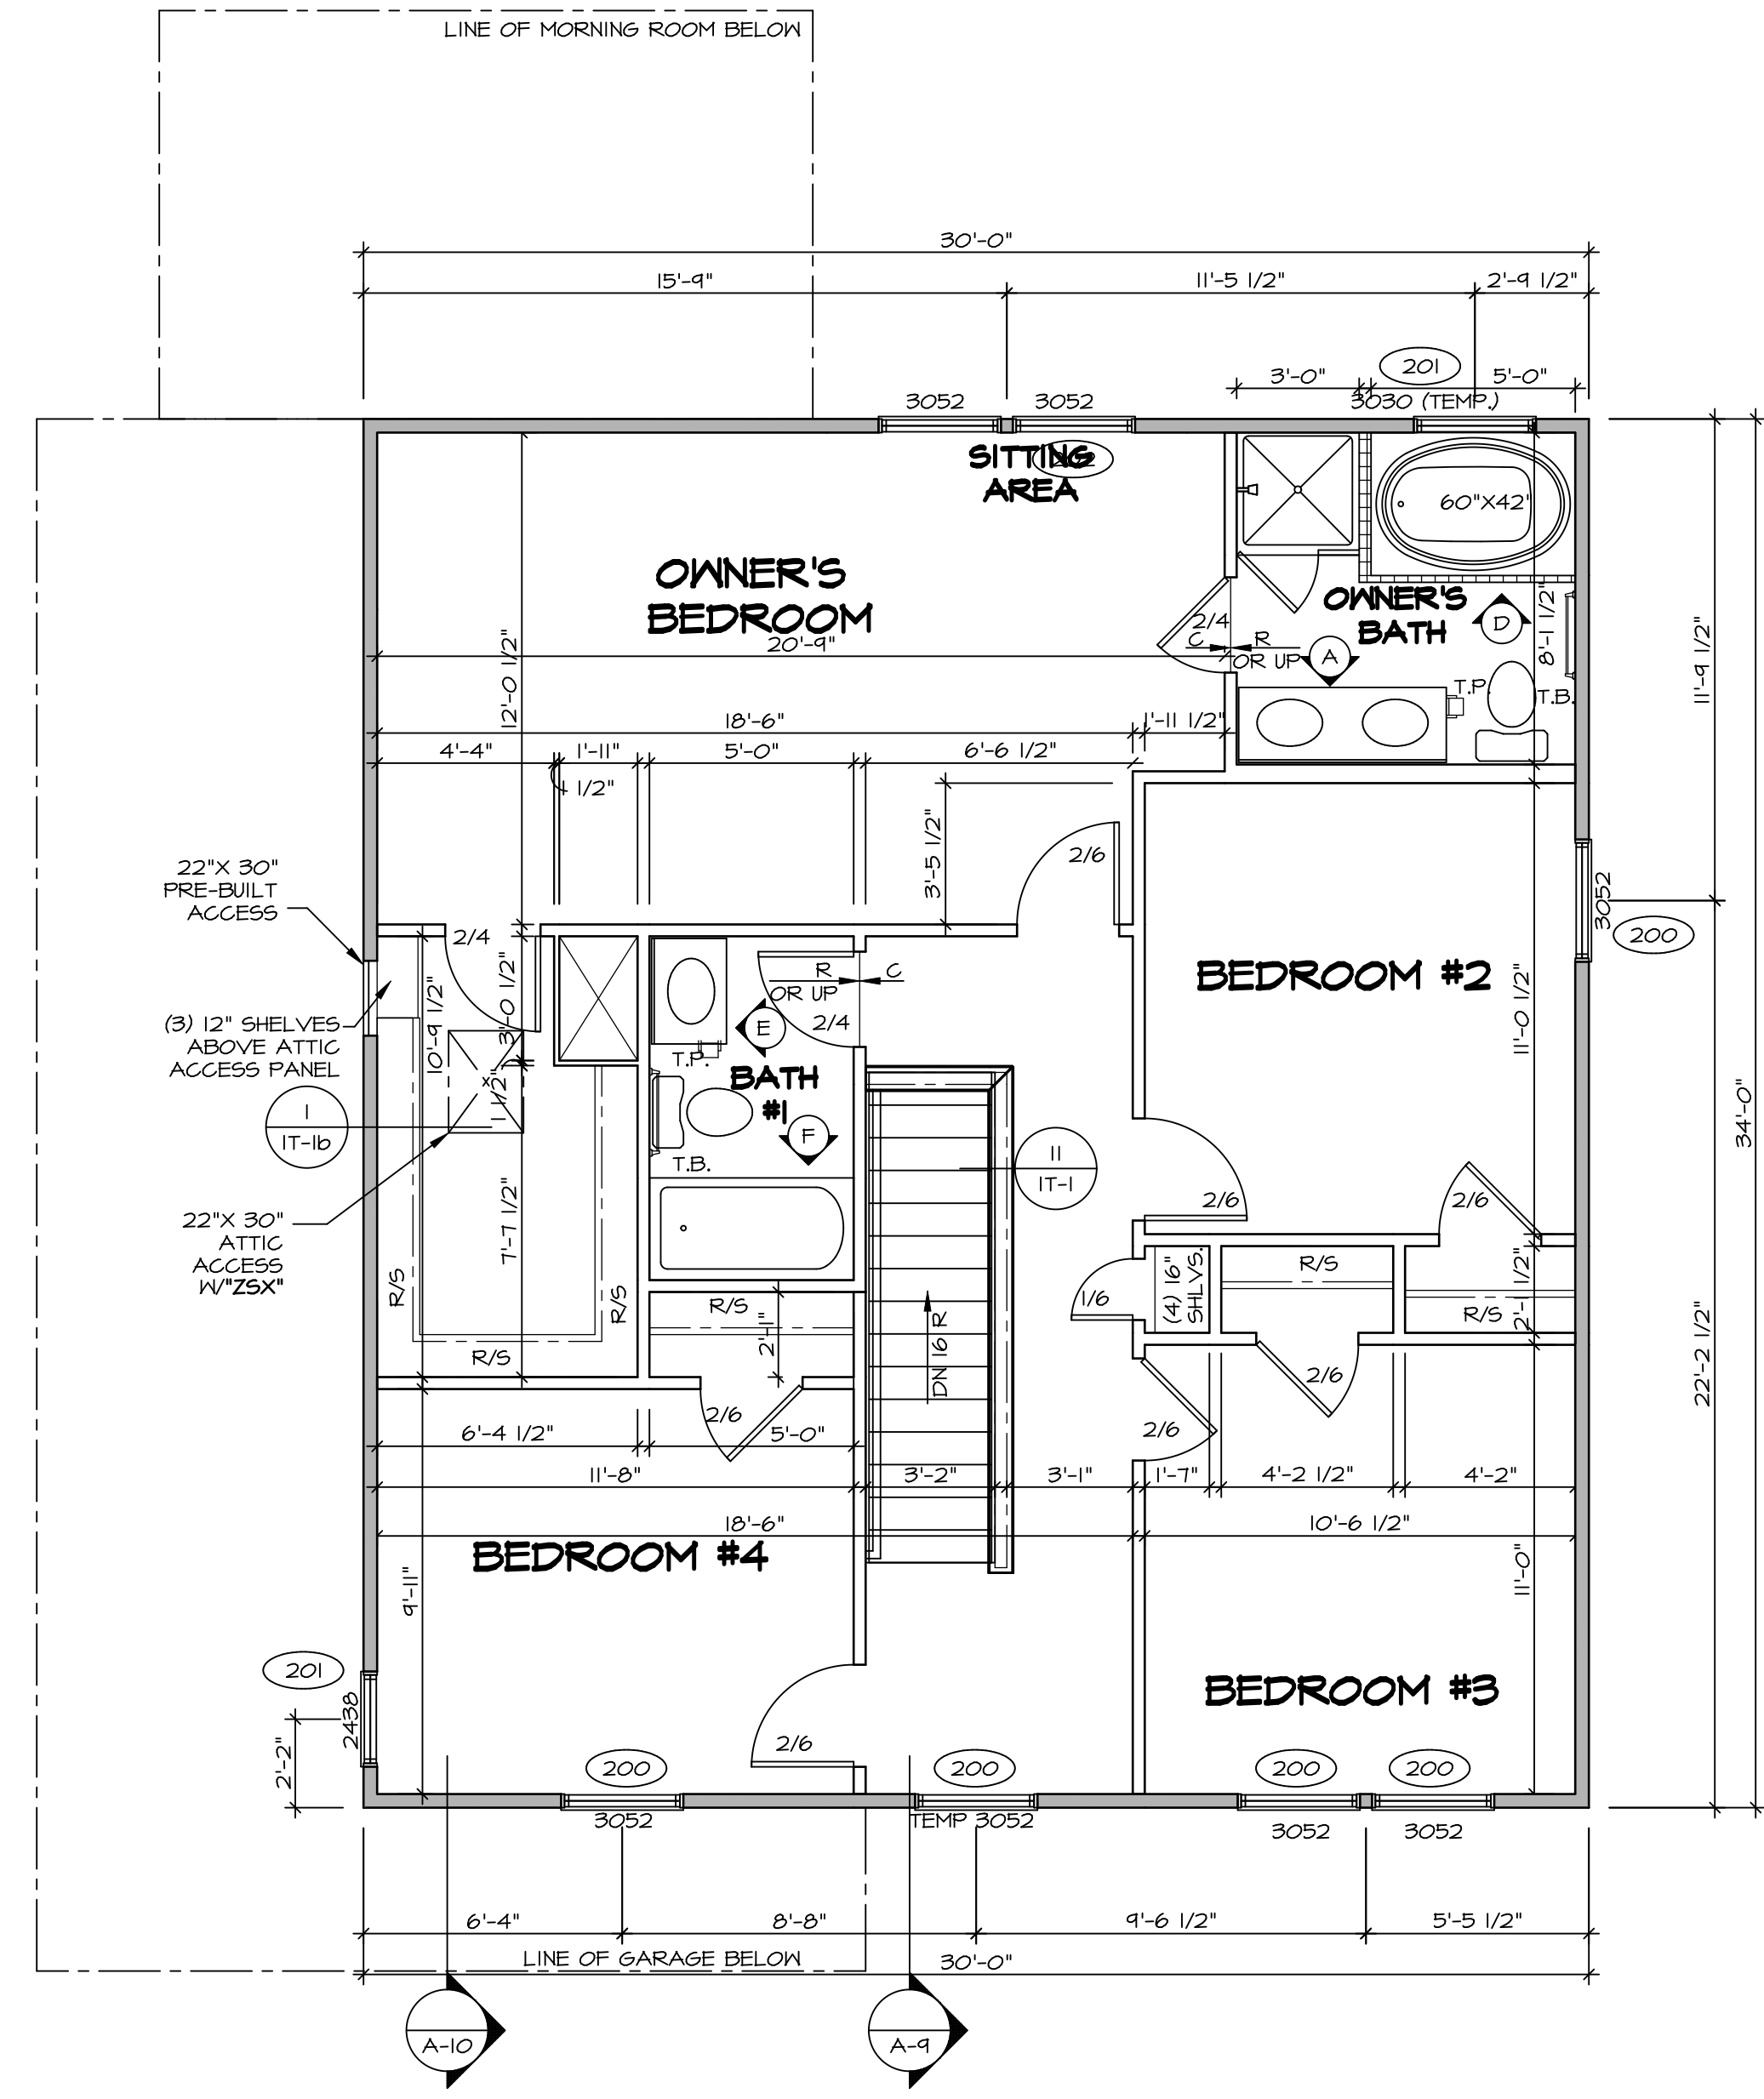 LINE OF MORNING ROOM BELOW
30'-0"
15'-9"
11'-5 1/2"
2'-9 1/2"
201
3'-0"
5'-0"
3052
3052
3030 (TEMP.)
SITTING
AREA
60"X42"
OWNER'S
BEDROOM
20'-9"
OWNER'S
BATH
D
8'-1 1/2"
2/4
C
R
OR UP
A
T.P.
T.B.
11'-9 1/2"
12'-0 1/2"
18'-6"
1'-11 1/2"
4'-4"
1'-11"
5'-0"
6'-6 1/2"
1/2"
3'-5 1/2"
2/6
22"X 30"
PRE-BUILT
ACCESS
3052
200
2/4
BEDROOM #2
R
C
OR UP
2/4
E
(3) 12" SHELVES
ABOVE ATTIC
ACCESS PANEL
10'-9 1/2"
3'-0 1/2"
1 1/2"
11'-0 1/2"
T.P.
BATH
#1
F
T.B.
1
1T-1b
11
1T-1
34'-0"
22"X 30"
ATTIC
ACCESS
W/"ZSX"
7'-7 1/2"
R/S
R/S
R/S
2/6
2/6
R/S
2'-1"
1/6
(4) 16"
SHLVS.
R/S
R/S
2'-1 1/2"
DN 16 R
22'-2 1/2"
2/6
2/6
2/6
6'-4 1/2"
5'-0"
11'-8"
3'-2"
3'-1"
1'-7"
4'-2 1/2"
4'-2"
18'-6"
10'-6 1/2"
BEDROOM #4
9'-11"
11'-0"
201
2438
2'-2"
BEDROOM #3
2/6
200
200
200
200
3052
TEMP 3052
3052
3052
6'-4"
8'-8"
9'-6 1/2"
5'-5 1/2"
LINE OF GARAGE BELOW
30'-0"
A-10
A-9